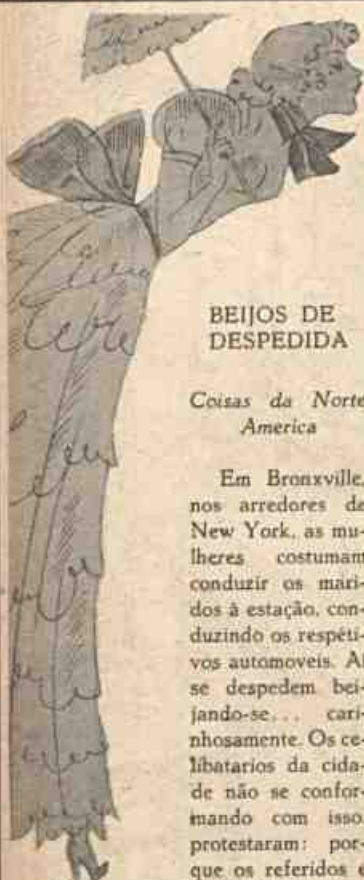 BEIJOS DE
DESPEDIDA
Coisas da Norte
America
Em Bronxville,
nos arredores de
New York, as mu-
lheres costumam
conduzir os mari-
dos à estação, con-
duzindo os respéti-
vos automoveis. Aí
se despedem bei-
jando-se... cari-
nhosamente. Os ce-
libatarios da cida-
de não se confor-
mando com isso,
protestaram: por-
que os referidos